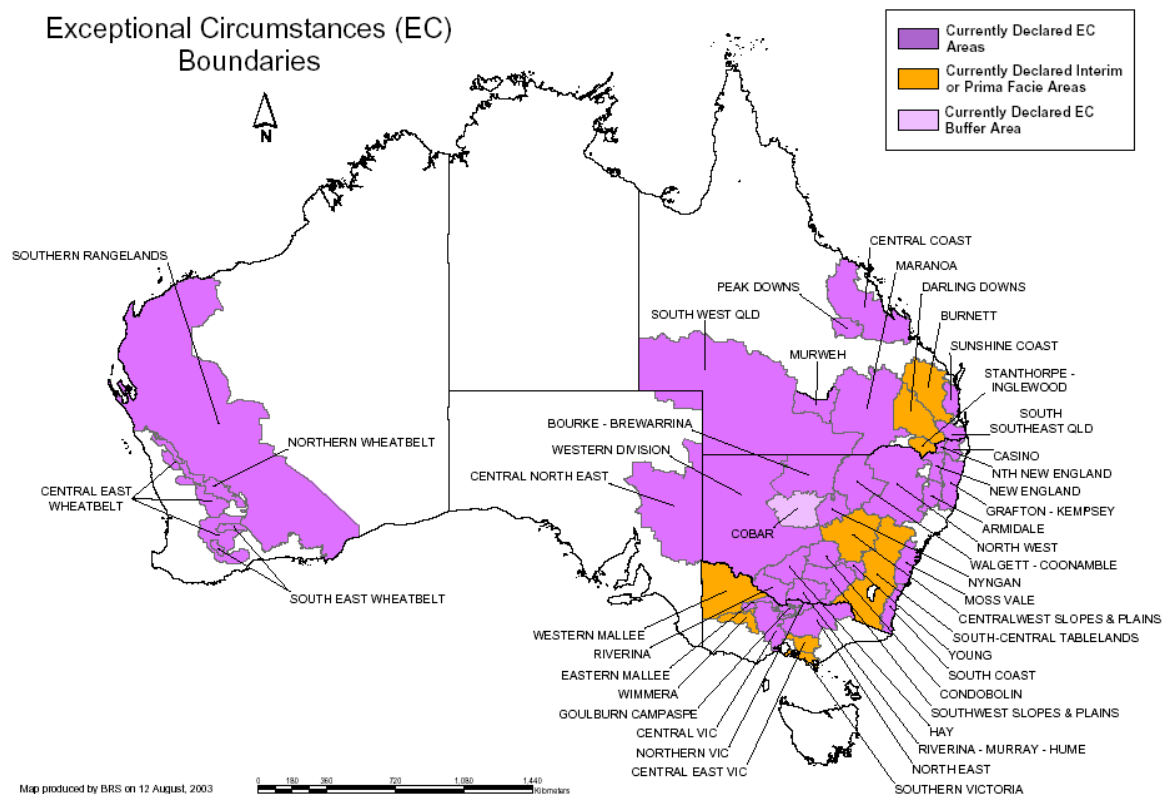 Exceptional Circumstances (EC)
Boundaries
N
Currently Declared EC
Areas
Currently Declared Interim
or Prima Facie Areas
Currently Declared EC
Buffer Area
SOUTHERN RANGELANDS
NORTHERN WHEATBELT
CENTRAL EAST
WHEATBELT
SOUTH EAST WHEATBELT
CENTRAL COAST
MARANOA
PEAK DOWNS
DARLING DOWNS
SOUTH WEST QLD
BURNETT
MURWEH
SUNSHINE COAST
STANTHORPE -
INGLEWOOD
SOUTH
SOUTHEAST QLD
BOURKE - BREWARRINA
WESTERN DIVISION
CENTRAL NORTH EAST
CASINO
NTH NEW ENGLAND
NEW ENGLAND
GRAFTON - KEMPSEY
ARMIDALE
COBAR
NORTH WEST
WALGETT - COONAMBLE
NYNGAN
MOSS VALE
CENTRALWEST SLOPES & PLAINS
WESTERN MALLEE
SOUTH-CENTRAL TABLELANDS
RIVERINA
YOUNG
EASTERN MALLEE
SOUTH COAST
WIMMERA
CONDOBOLIN
GOULBURN CAMPASPE
SOUTHWEST SLOPES & PLAINS
CENTRAL VIC
HAY
NORTHERN VIC
RIVERINA - MURRAY - HUME
CENTRAL EAST VIC
NORTH EAST
SOUTHERN VICTORIA
Map produced by BRS on 12 August, 2003
0 180 360 720 1,080 1,440
Kilometers